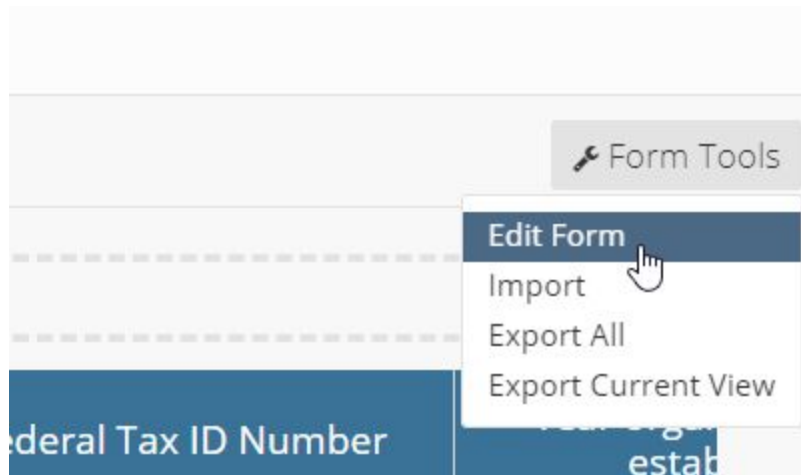 Form Tools
Edit Form
Import
Export All
Export Current View
ederal Tax ID Number
estab